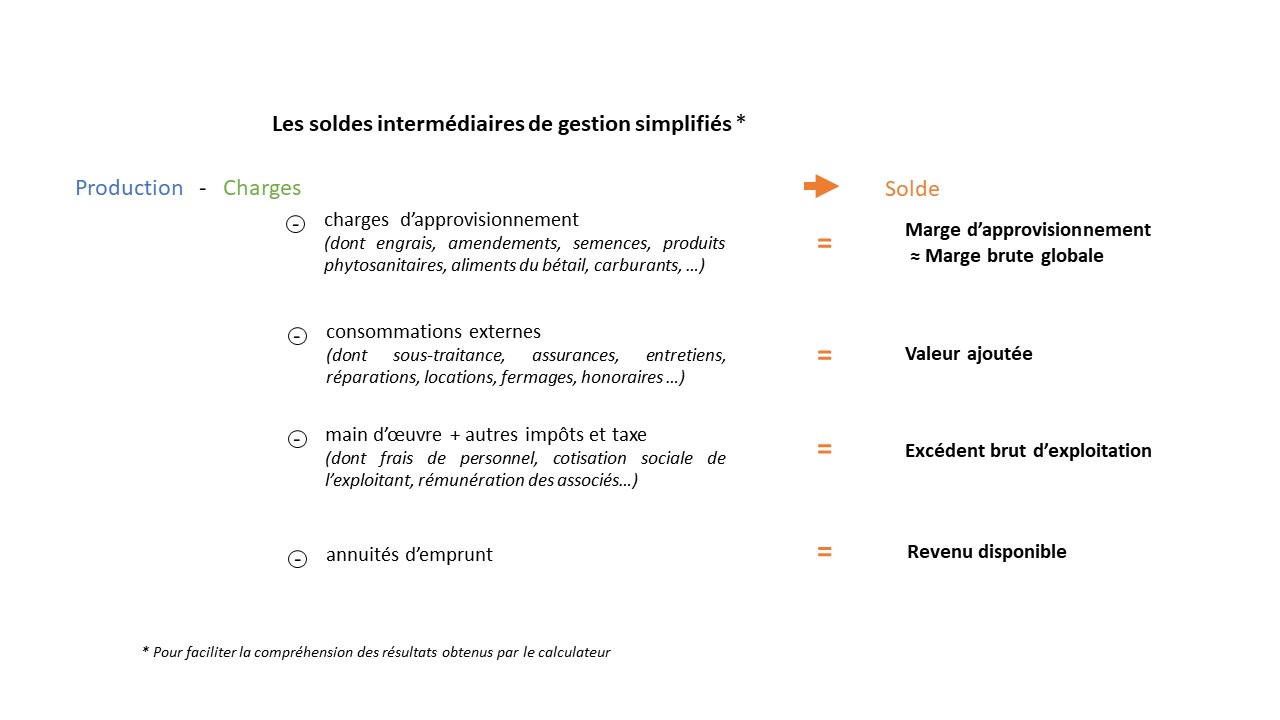 Les soldes intermédiaires de gestion simplifiés *
Production - Charges Solde
- charges d’approvisionnement
(dont engrais, amendements, semences, produits
phytosanitaires, aliments du bétail, carburants, …)
= Marge d’approvisionnement
≈ Marge brute globale
- consommations externes
(dont sous-traitance, assurances, entretiens,
réparations, locations, fermages, honoraires …)
= Valeur ajoutée
- main d’œuvre + autres impôts et taxe
(dont frais de personnel, cotisation sociale de
l’exploitant, rémunération des associés…)
= Excédent brut d’exploitation
- annuités d’emprunt
= Revenu disponible
* Pour faciliter la compréhension des résultats obtenus par le calculateur